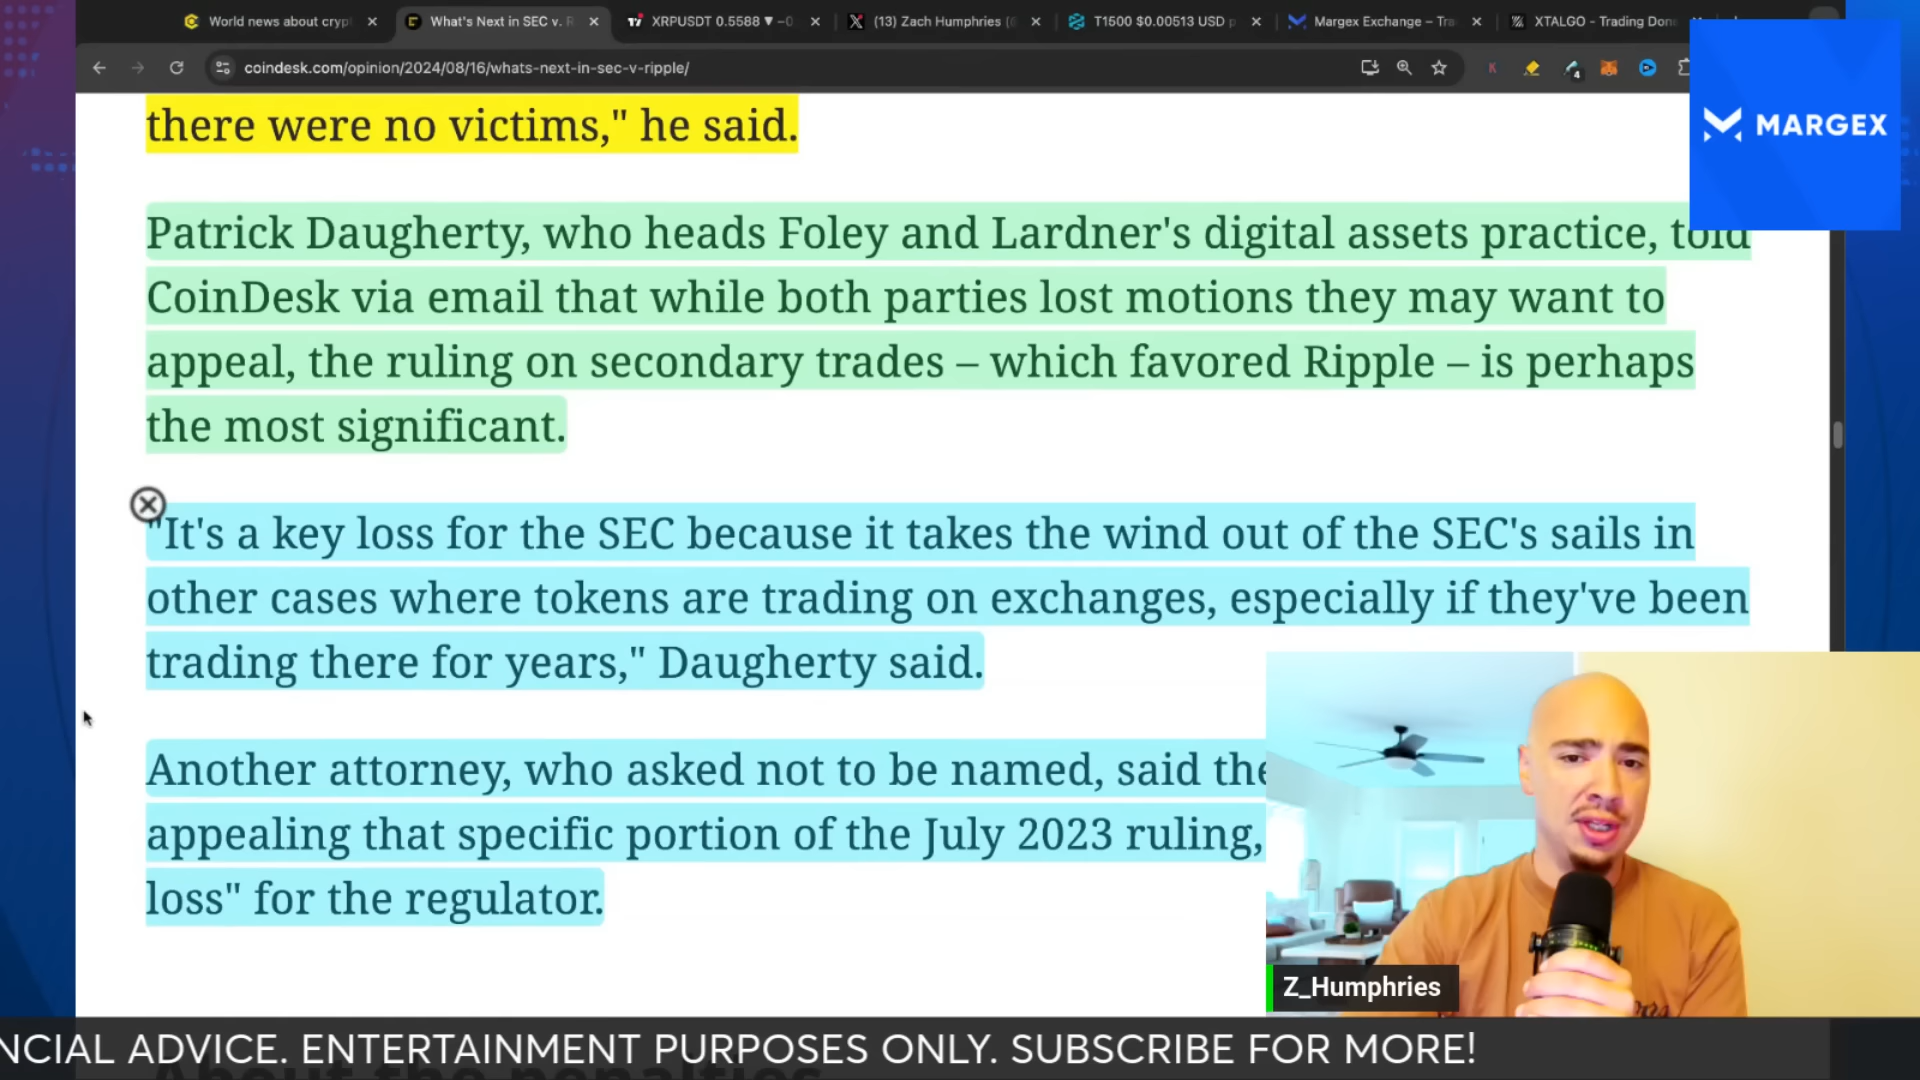 World news about crypt
What's Next in SEC v. R
XRPUSDT 0.5588 ▼ −0
(13) Zach Humphries (
T1500 $0.00513 USD p
Margex Exchange – Tra
XTALGO - Trading Don
coindesk.com/opinion/2024/08/16/whats-next-in-sec-v-ripple/
4
MARGEX
there were no victims," he said.
Patrick Daugherty, who heads Foley and Lardner's digital assets practice, told
CoinDesk via email that while both parties lost motions they may want to
appeal, the ruling on secondary trades – which favored Ripple – is perhaps
the most significant.
"It's a key loss for the SEC because it takes the wind out of the SEC's sails in
other cases where tokens are trading on exchanges, especially if they've been
trading there for years," Daugherty said.
Another attorney, who asked not to be named, said the
appealing that specific portion of the July 2023 ruling,
loss" for the regulator.
Z_Humphries
NCIAL ADVICE. ENTERTAINMENT PURPOSES ONLY. SUBSCRIBE FOR MORE!
About the penalties